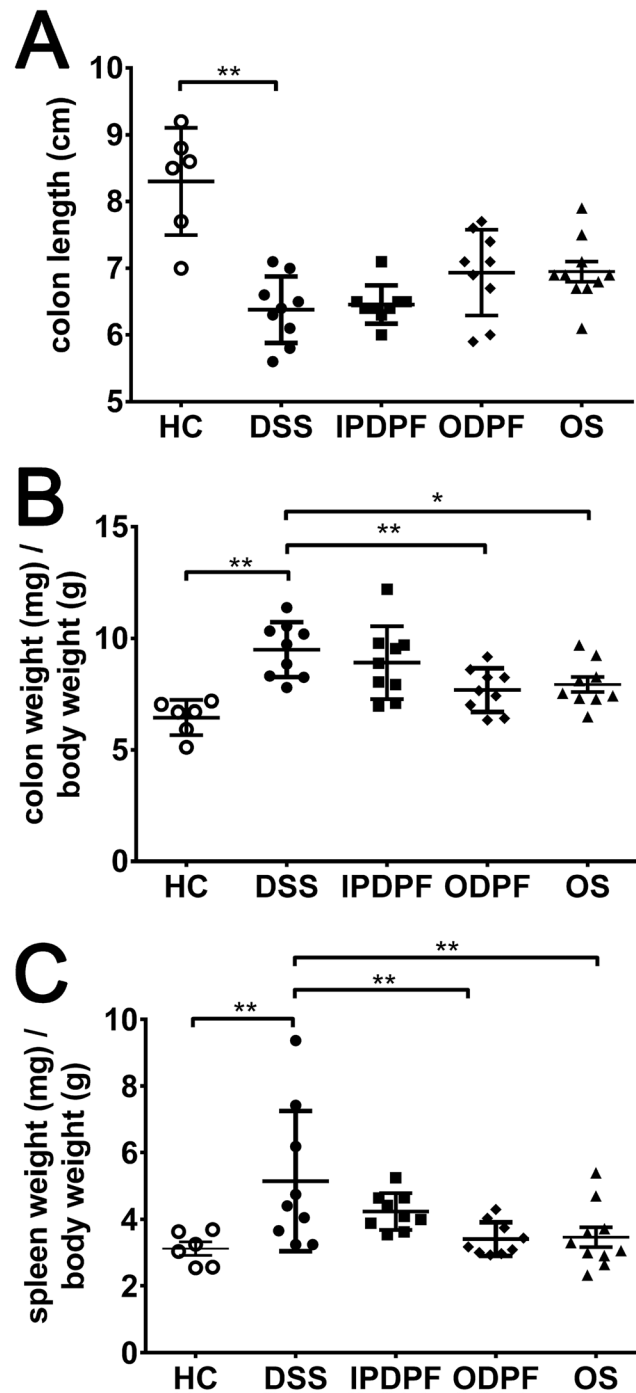 A
colon length (cm)
10
9
8
7
6
5
**
HC DSS IPDPF ODPF OS
B
colon weight (mg) /
body weight (g)
15
10
5
0
*
**
**
HC DSS IPDPF ODPF OS
C
spleen weight (mg) /
body weight (g)
10
8
6
4
2
0
**
**
**
HC DSS IPDPF ODPF OS